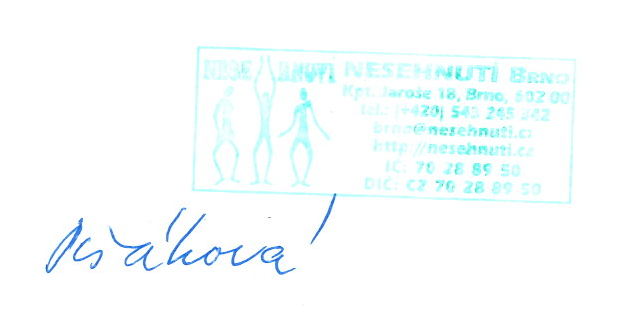 NESEHNUTÍ
NESEHNUTÍ BRNO
Kpt. Jaroše 18, Brno, 602 00
tel.: (+420) 543 245 342
brno@nesehnuti.cz
http://nesehnuti.cz
IČ: 70 28 89 50
DIČ: CZ 70 28 89 50